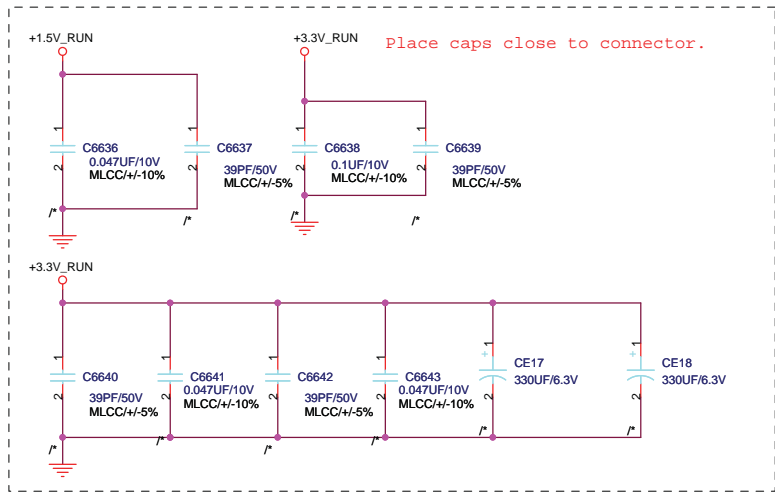 +1.5V_RUN
+3.3V_RUN
Place caps close to connector.
1
C6636
0.047UF/10V
2
MLCC/+/-10%
/*
1
C6637
39PF/50V
2
MLCC/+/-5%
/*
1
C6638
0.1UF/10V
2
MLCC/+/-10%
/*
1
C6639
39PF/50V
2
MLCC/+/-5%
/*
+3.3V_RUN
1
C6640
39PF/50V
2
MLCC/+/-5%
/*
1
C6641
0.047UF/10V
2
MLCC/+/-10%
/*
1
C6642
39PF/50V
2
MLCC/+/-5%
/*
1
C6643
0.047UF/10V
2
MLCC/+/-10%
/*
1
+
CE17
330UF/6.3V
2
/*
1
+
CE18
330UF/6.3V
2
/*